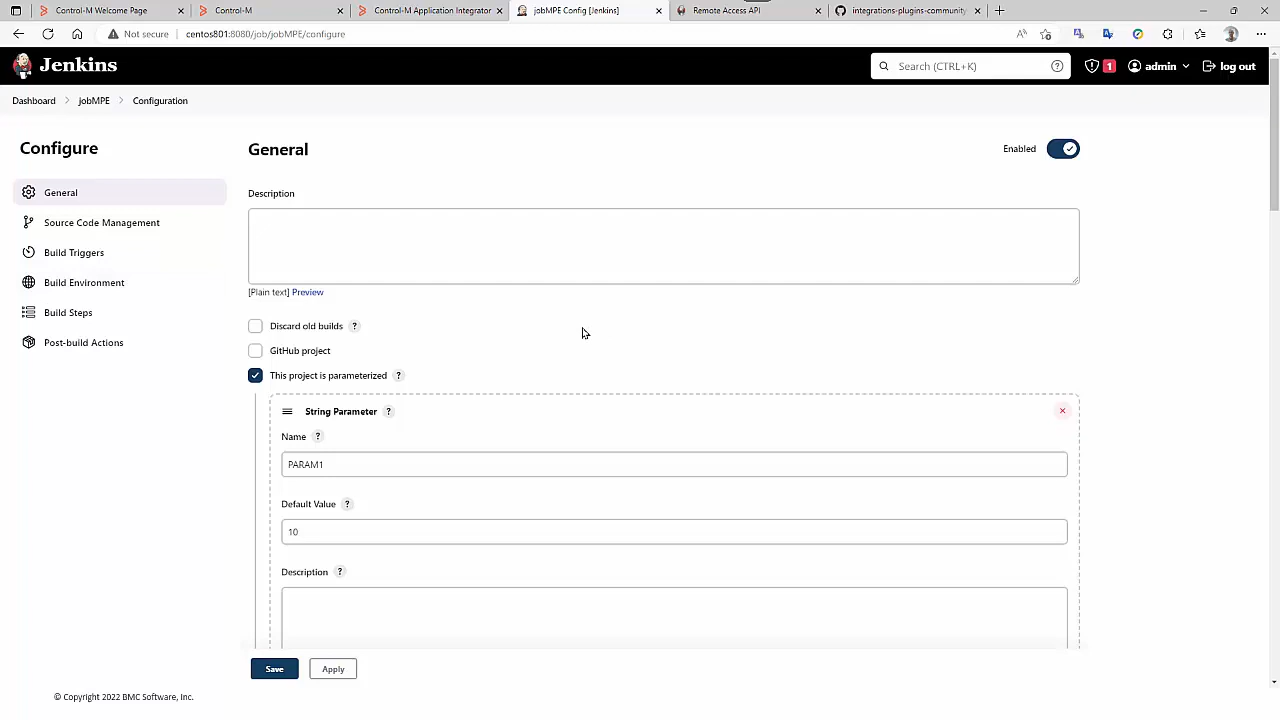 Control-M Welcome Page
Control-M
Control-M Application Integrator
jobMPE Config [Jenkins]
Remote Access API
integrations-plugins-community
Not secure
centos801:8080/job/jobMPE/configure
Jenkins
Search (CTRL+K)
1
admin
log out
Dashboard
jobMPE
Configuration
Configure
General
Source Code Management
Build Triggers
Build Environment
Build Steps
Post-build Actions
General
Enabled
Description
[Plain text] Preview
Discard old builds ?
GitHub project
This project is parameterized ?
String Parameter ?
Name ?
PARAM1
Default Value ?
10
Description ?
Save
Apply
© Copyright 2022 BMC Software, Inc.